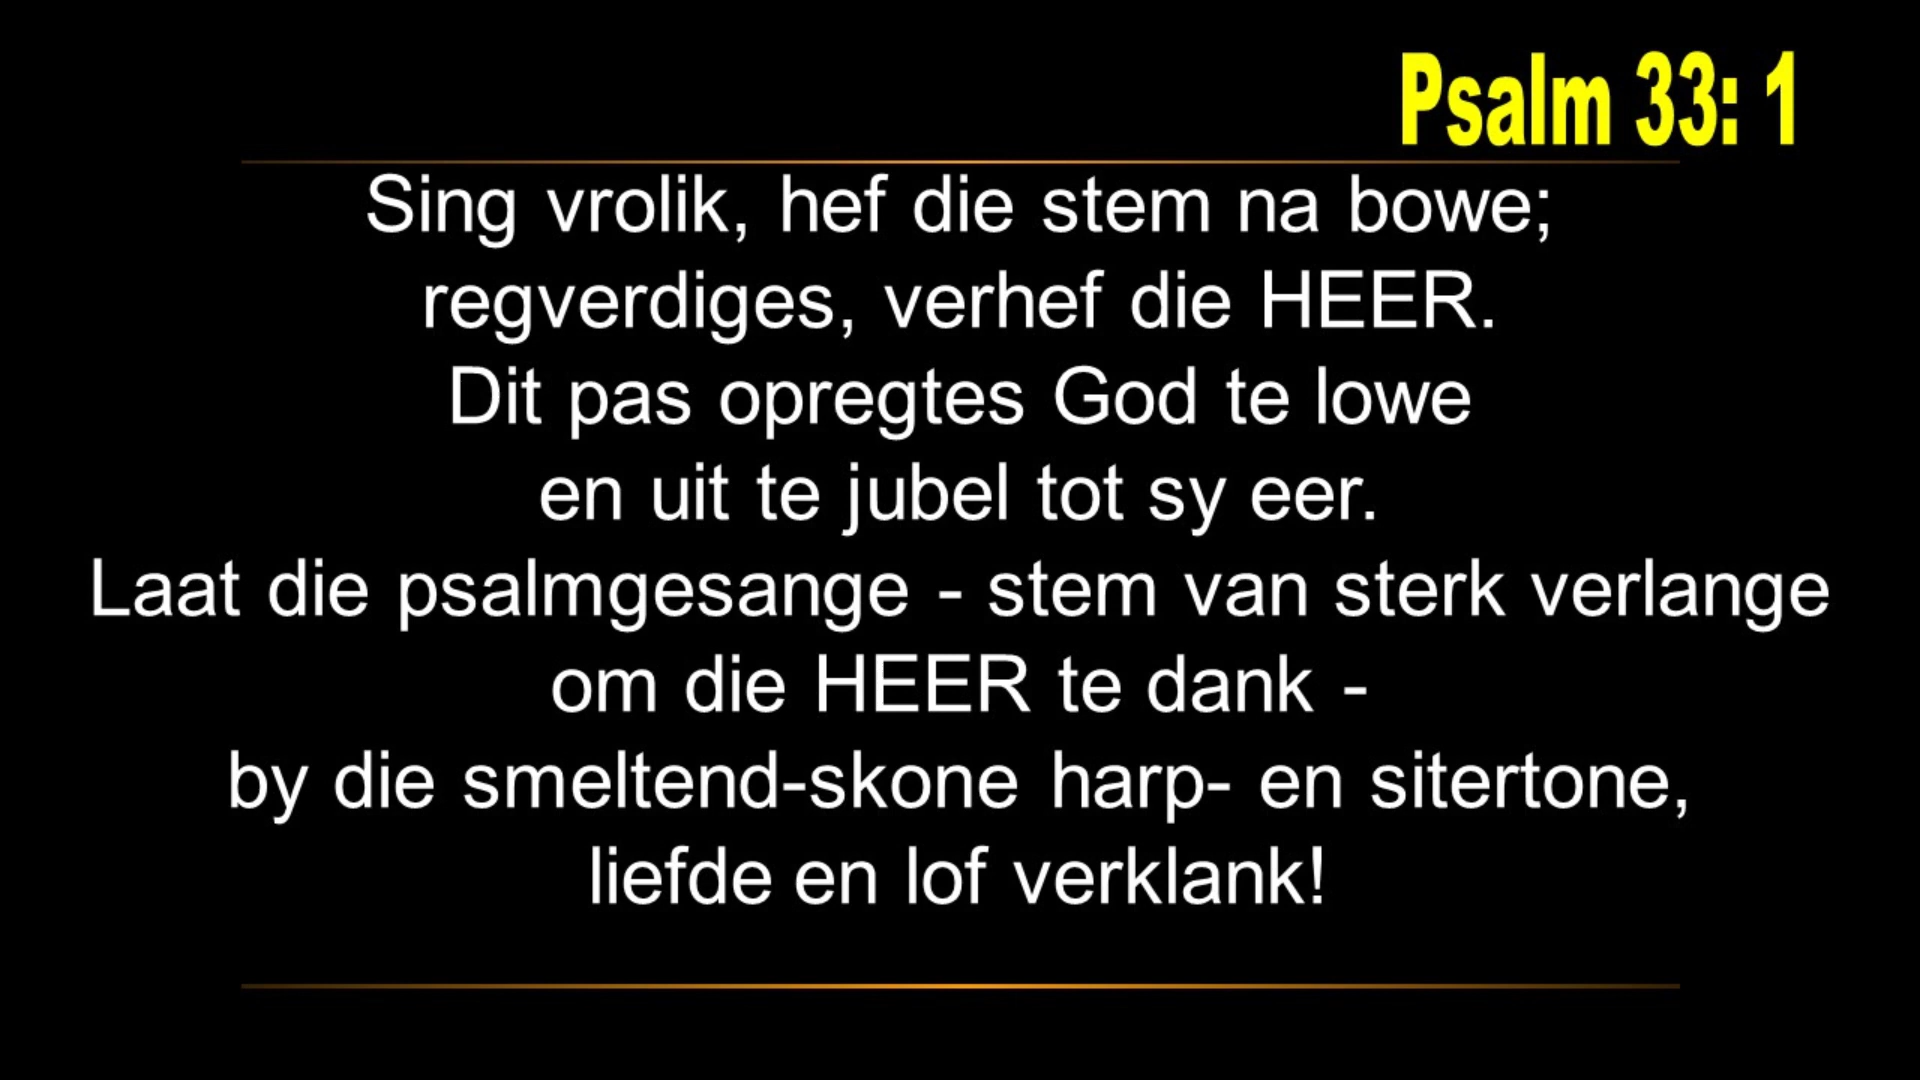 Psalm 33: 1
Sing vrolik, hef die stem na bowe;
regverdiges, verhef die HEER.
Dit pas opregtes God te lowe
en uit te jubel tot sy eer.
Laat die psalmgesange - stem van sterk verlange
om die HEER te dank -
by die smeltend-skone harp- en sitertone,
liefde en lof verklank!